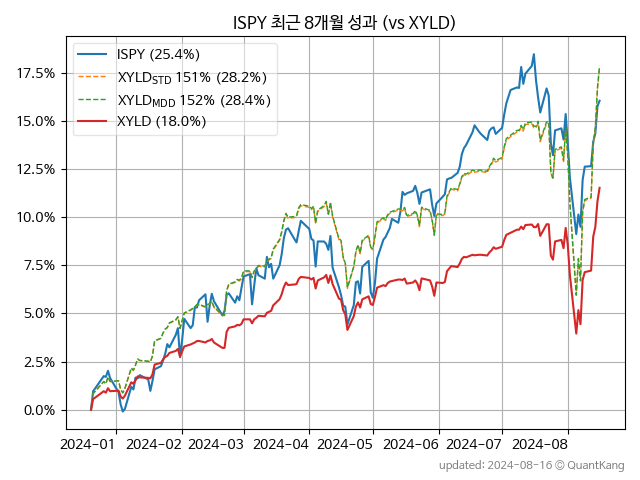 ISPY 최근 8개월 성과 (vs XYLD)
ISPY (25.4%)
XYLD_STD 151% (28.2%)
XYLD_MDD 152% (28.4%)
XYLD (18.0%)
17.5%
15.0%
12.5%
10.0%
7.5%
5.0%
2.5%
0.0%
2024-01 2024-02 2024-03 2024-04 2024-05 2024-06 2024-07 2024-08
updated: 2024-08-16 © QuantKang